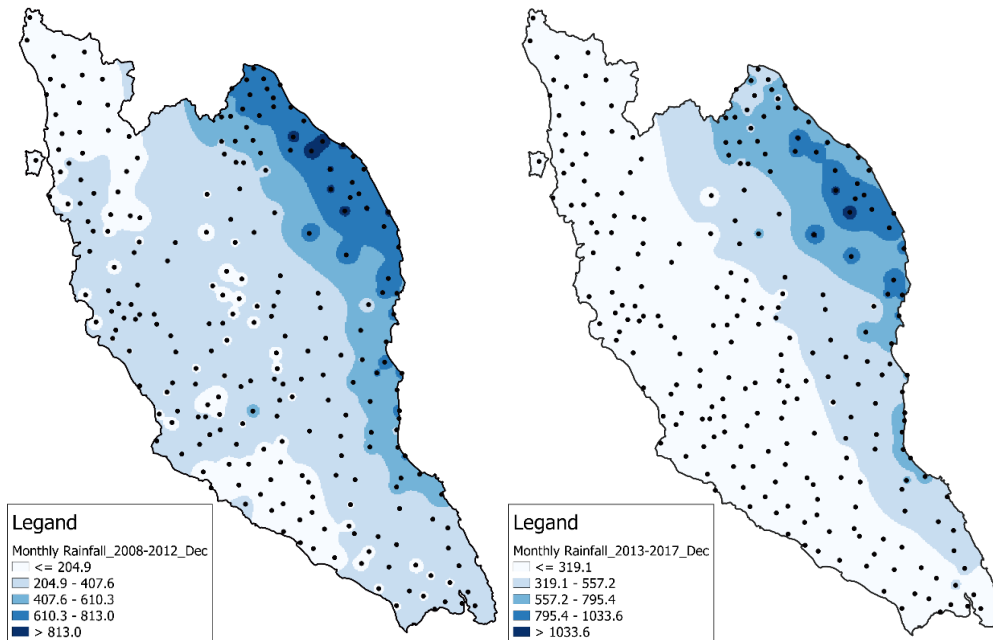 Legand
Monthly Rainfall_2008-2012_Dec
<= 204.9
204.9 - 407.6
407.6 - 610.3
610.3 - 813.0
> 813.0
Legand
Monthly Rainfall_2013-2017_Dec
<= 319.1
319.1 - 557.2
557.2 - 795.4
795.4 - 1033.6
> 1033.6